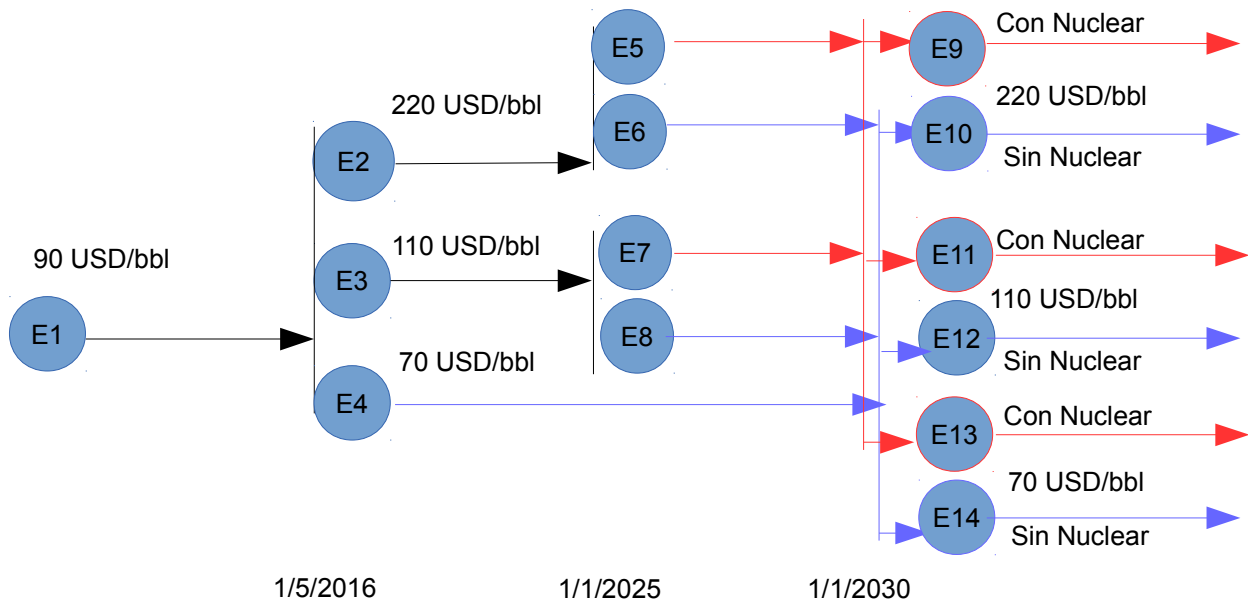 E5
E9
Con Nuclear
220 USD/bbl
220 USD/bbl
E2
E6
E10
Sin Nuclear
90 USD/bbl
110 USD/bbl
E7
E11
Con Nuclear
E3
110 USD/bbl
E1
E8
E12
70 USD/bbl
Sin Nuclear
E4
E13
Con Nuclear
70 USD/bbl
E14
Sin Nuclear
1/5/2016
1/1/2025
1/1/2030